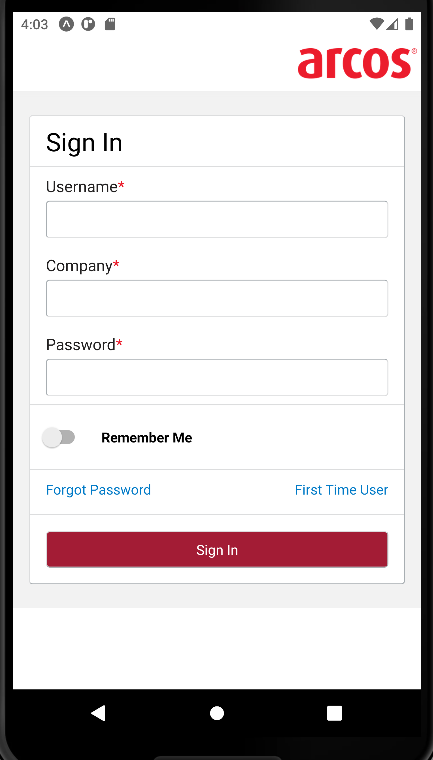 4:03
arcos®
Sign In
Username*
Company*
Password*
Remember Me
Forgot Password First Time User
Sign In